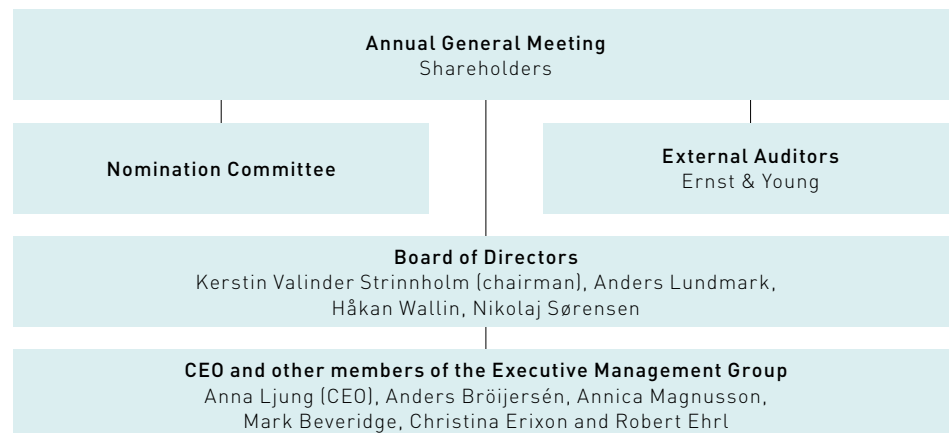 Annual General Meeting
Shareholders
Nomination Committee
External Auditors
Ernst & Young
Board of Directors
Kerstin Valinder Strinnholm (chairman), Anders Lundmark,
Håkan Wallin, Nikolaj Sørensen
CEO and other members of the Executive Management Group
Anna Ljung (CEO), Anders Bröijersén, Annica Magnusson,
Mark Beveridge, Christina Erixon and Robert Ehrl